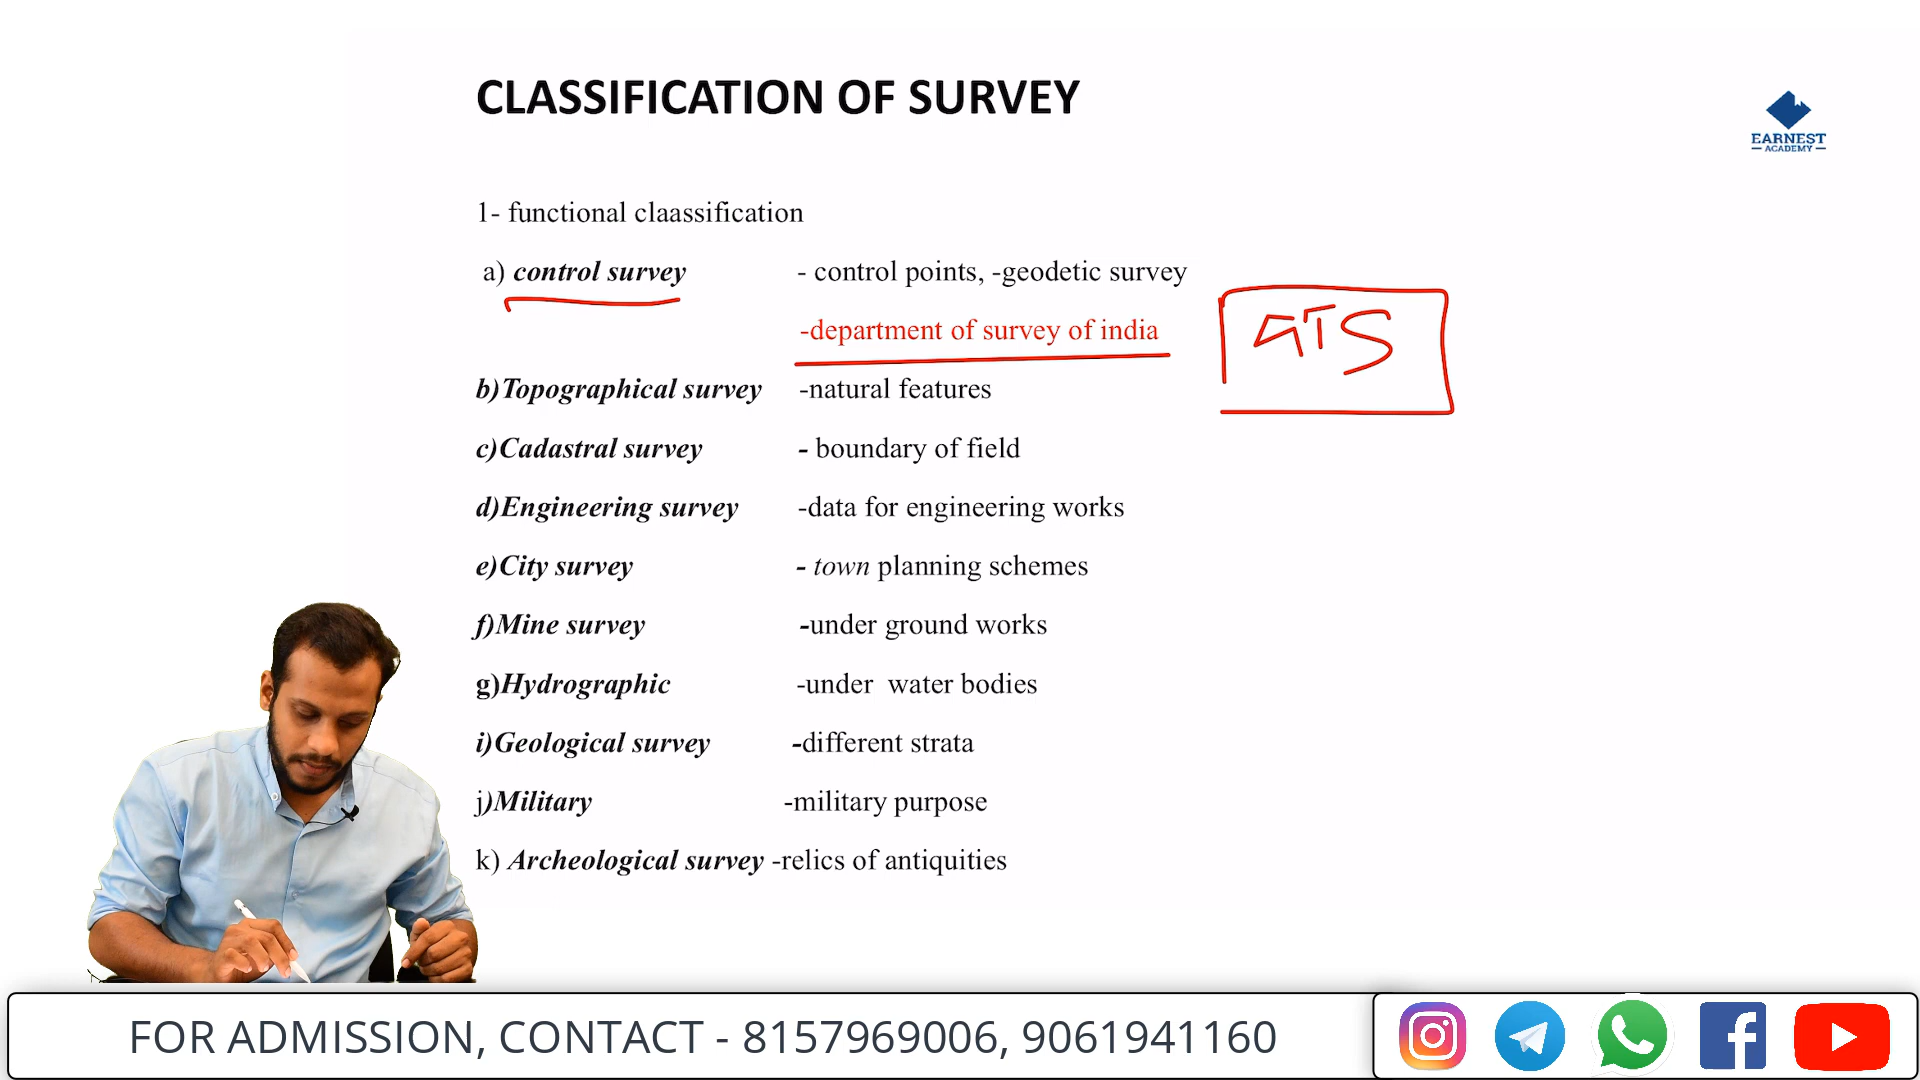 CLASSIFICATION OF SURVEY
EARNEST
ACADEMY
1- functional claassification
a) control survey - control points, -geodetic survey
-department of survey of india
GTS
b)Topographical survey -natural features
c)Cadastral survey - boundary of field
d)Engineering survey -data for engineering works
e)City survey - town planning schemes
f)Mine survey -under ground works
g)Hydrographic -under water bodies
i)Geological survey -different strata
j)Military -military purpose
k) Archeological survey -relics of antiquities
FOR ADMISSION, CONTACT - 8157969006, 9061941160